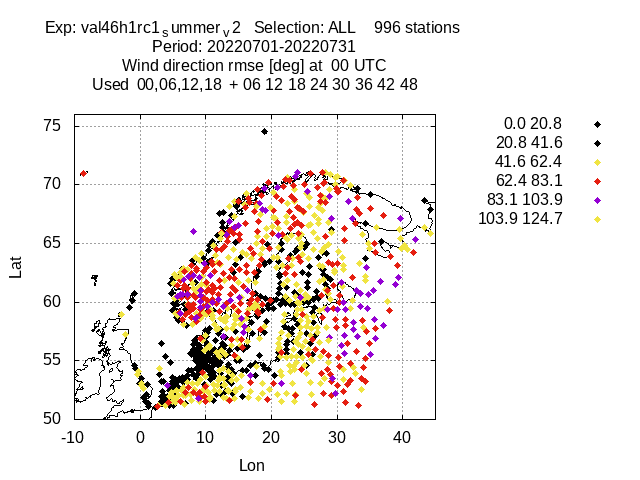 Exp: val46h1rc1summerv2 Selection: ALL 996 stations
Period: 20220701-20220731
Wind direction rmse [deg] at 00 UTC
Used 00,06,12,18 + 06 12 18 24 30 36 42 48
0.0 20.8
20.8 41.6
41.6 62.4
62.4 83.1
83.1 103.9
103.9 124.7
75
70
65
60
55
50
Lat
-10 0 10 20 30 40
Lon